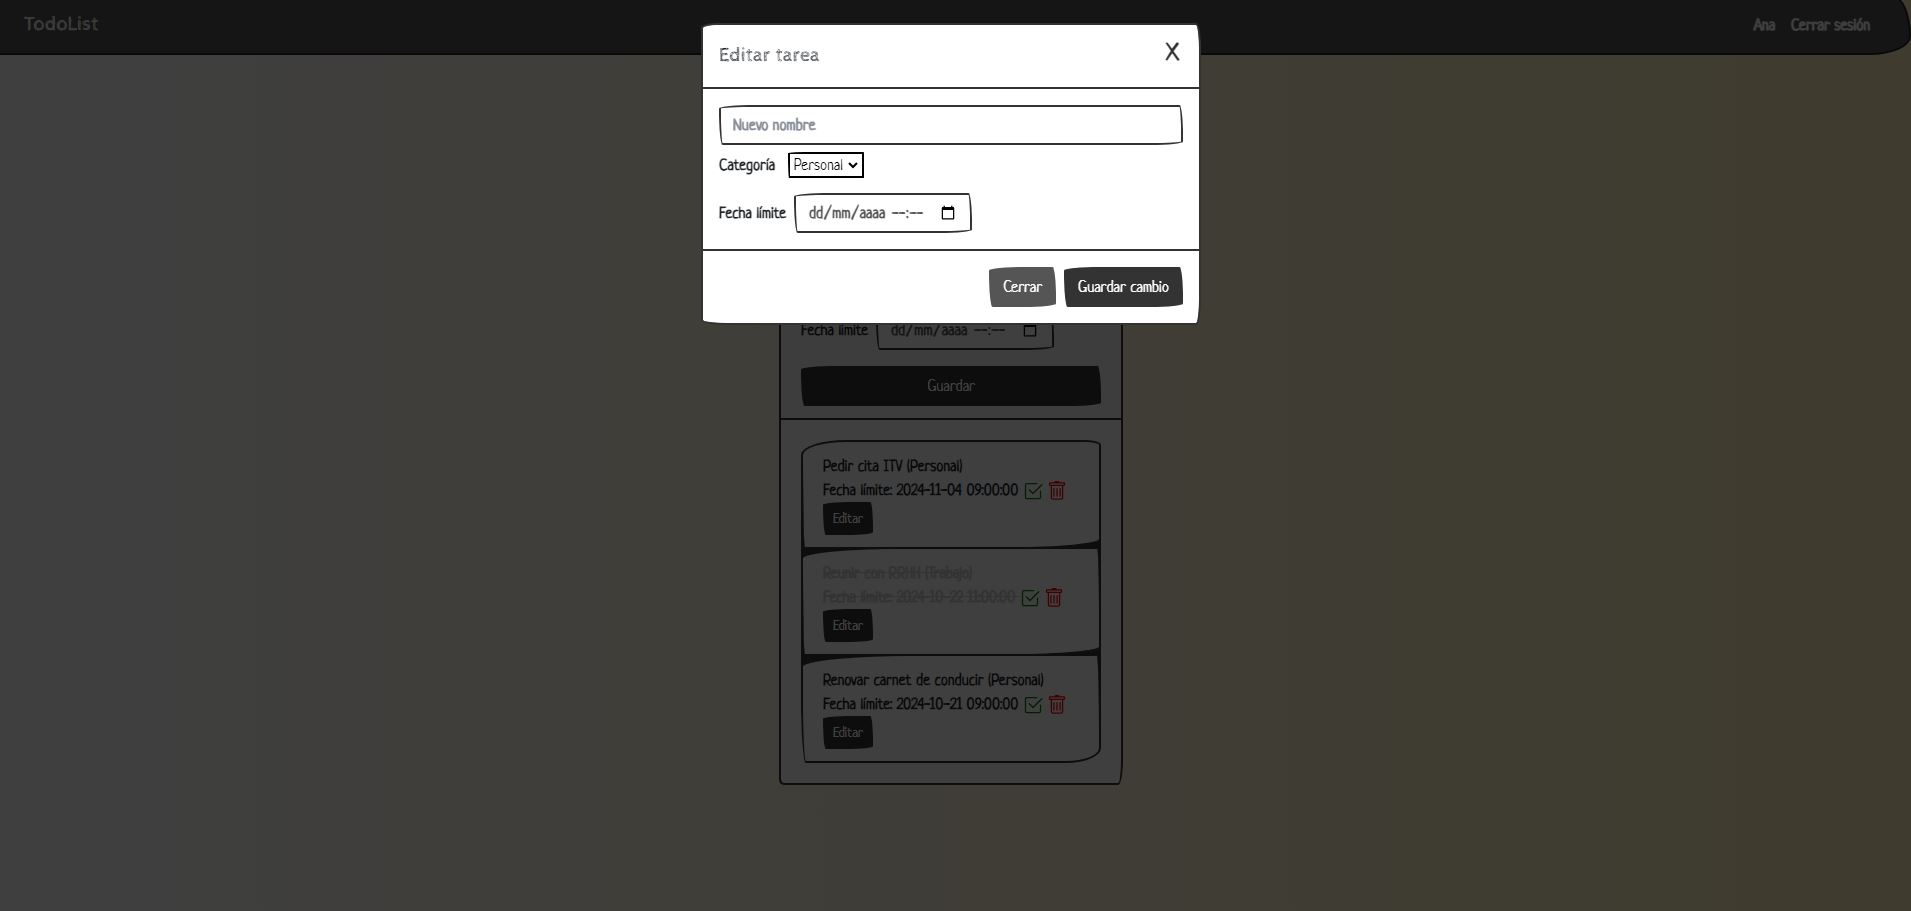 TodoList
Ana Cerrar sesión
Editar tarea X
Nuevo nombre
Categoría Personal
Fecha límite dd/mm/aaaa --:--
Cerrar Guardar cambio
Fecha límite dd/mm/aaaa --:--
Guardar
Pedir cita ITV (Personal)
Fecha límite: 2024-11-04 09:00:00
Editar
Reunir con RRHH (Trabajo)
Fecha límite: 2024-10-22 11:00:00
Editar
Renovar carnet de conducir (Personal)
Fecha límite: 2024-10-21 09:00:00
Editar